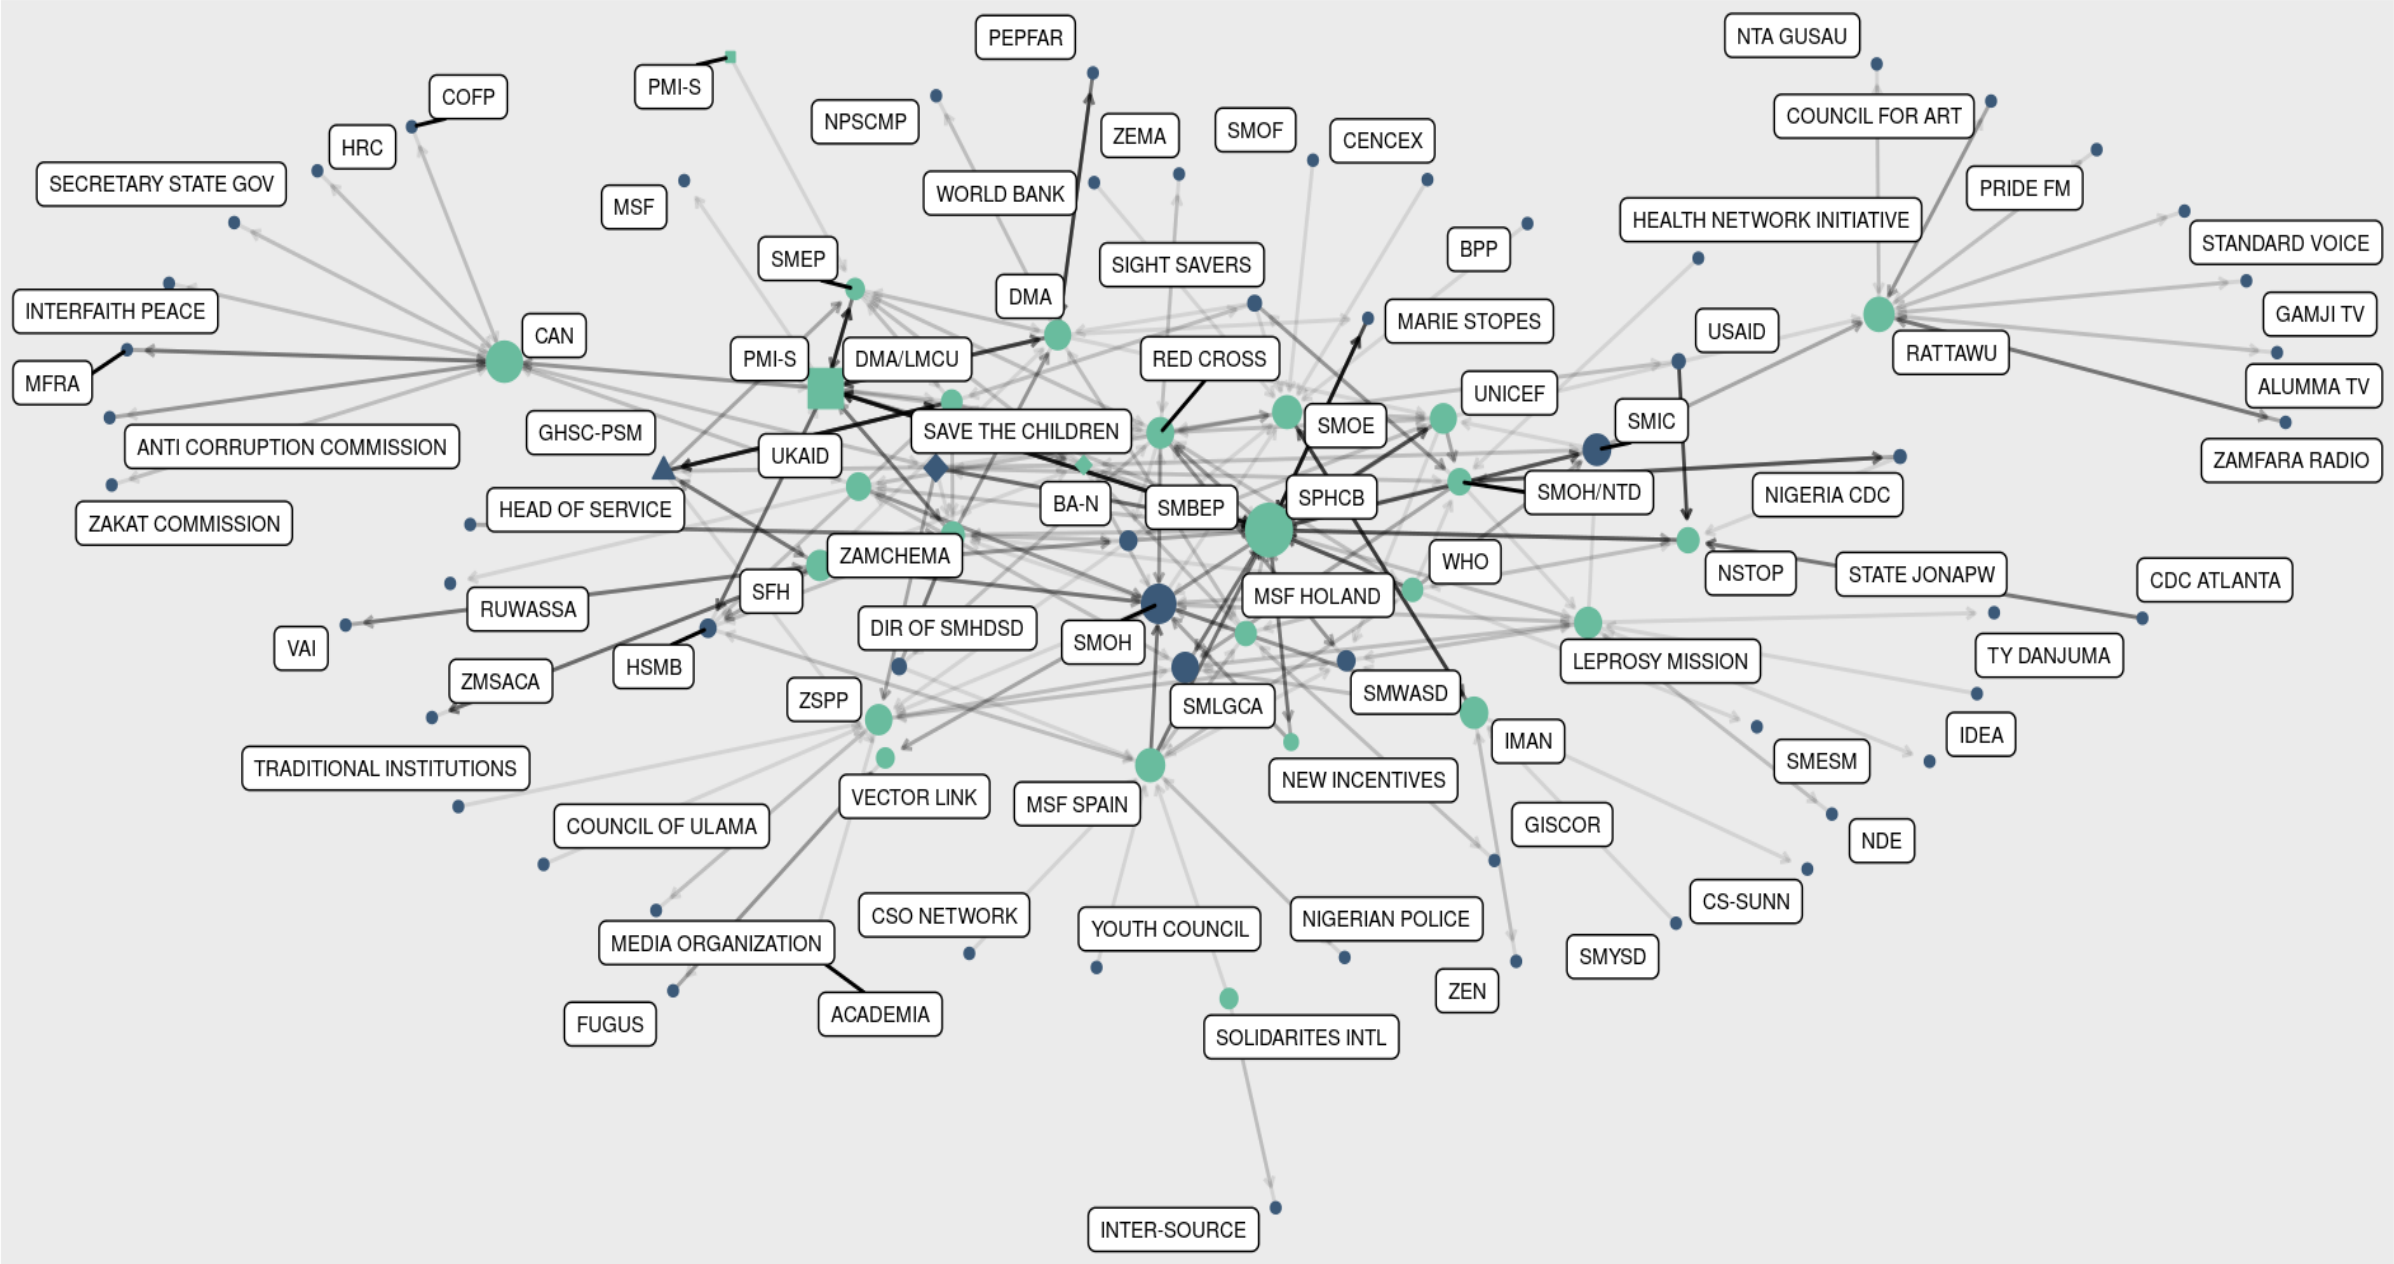 NTA GUSAU
PEPFAR
PMI-S
COFP
COUNCIL FOR ART
NPSCMP
SMOF
ZEMA
CENCEX
HRC
SECRETARY STATE GOV
PRIDE FM
WORLD BANK
MSF
HEALTH NETWORK INITIATIVE
STANDARD VOICE
BPP
SMEP
SIGHT SAVERS
DMA
INTERFAITH PEACE
GAMJI TV
MARIE STOPES
USAID
CAN
RATTAWU
PMI-S
DMA/LMCU
RED CROSS
MFRA
ALUMMA TV
UNICEF
SMIC
SMOE
GHSC-PSM
SAVE THE CHILDREN
ANTI CORRUPTION COMMISSION
UKAID
ZAMFARA RADIO
SMOH/NTD
NIGERIA CDC
SPHCB
BA-N
SMBEP
HEAD OF SERVICE
ZAKAT COMMISSION
ZAMCHEMA
WHO
NSTOP
STATE JONAPW
CDC ATLANTA
SFH
MSF HOLAND
RUWASSA
DIR OF SMHDSD
SMOH
VAI
TY DANJUMA
LEPROSY MISSION
HSMB
ZMSACA
SMWASD
ZSPP
SMLGCA
IDEA
IMAN
SMESM
TRADITIONAL INSTITUTIONS
NEW INCENTIVES
VECTOR LINK
MSF SPAIN
GISCOR
COUNCIL OF ULAMA
NDE
CS-SUNN
CSO NETWORK
NIGERIAN POLICE
YOUTH COUNCIL
MEDIA ORGANIZATION
SMYSD
ZEN
ACADEMIA
FUGUS
SOLIDARITES INTL
INTER-SOURCE